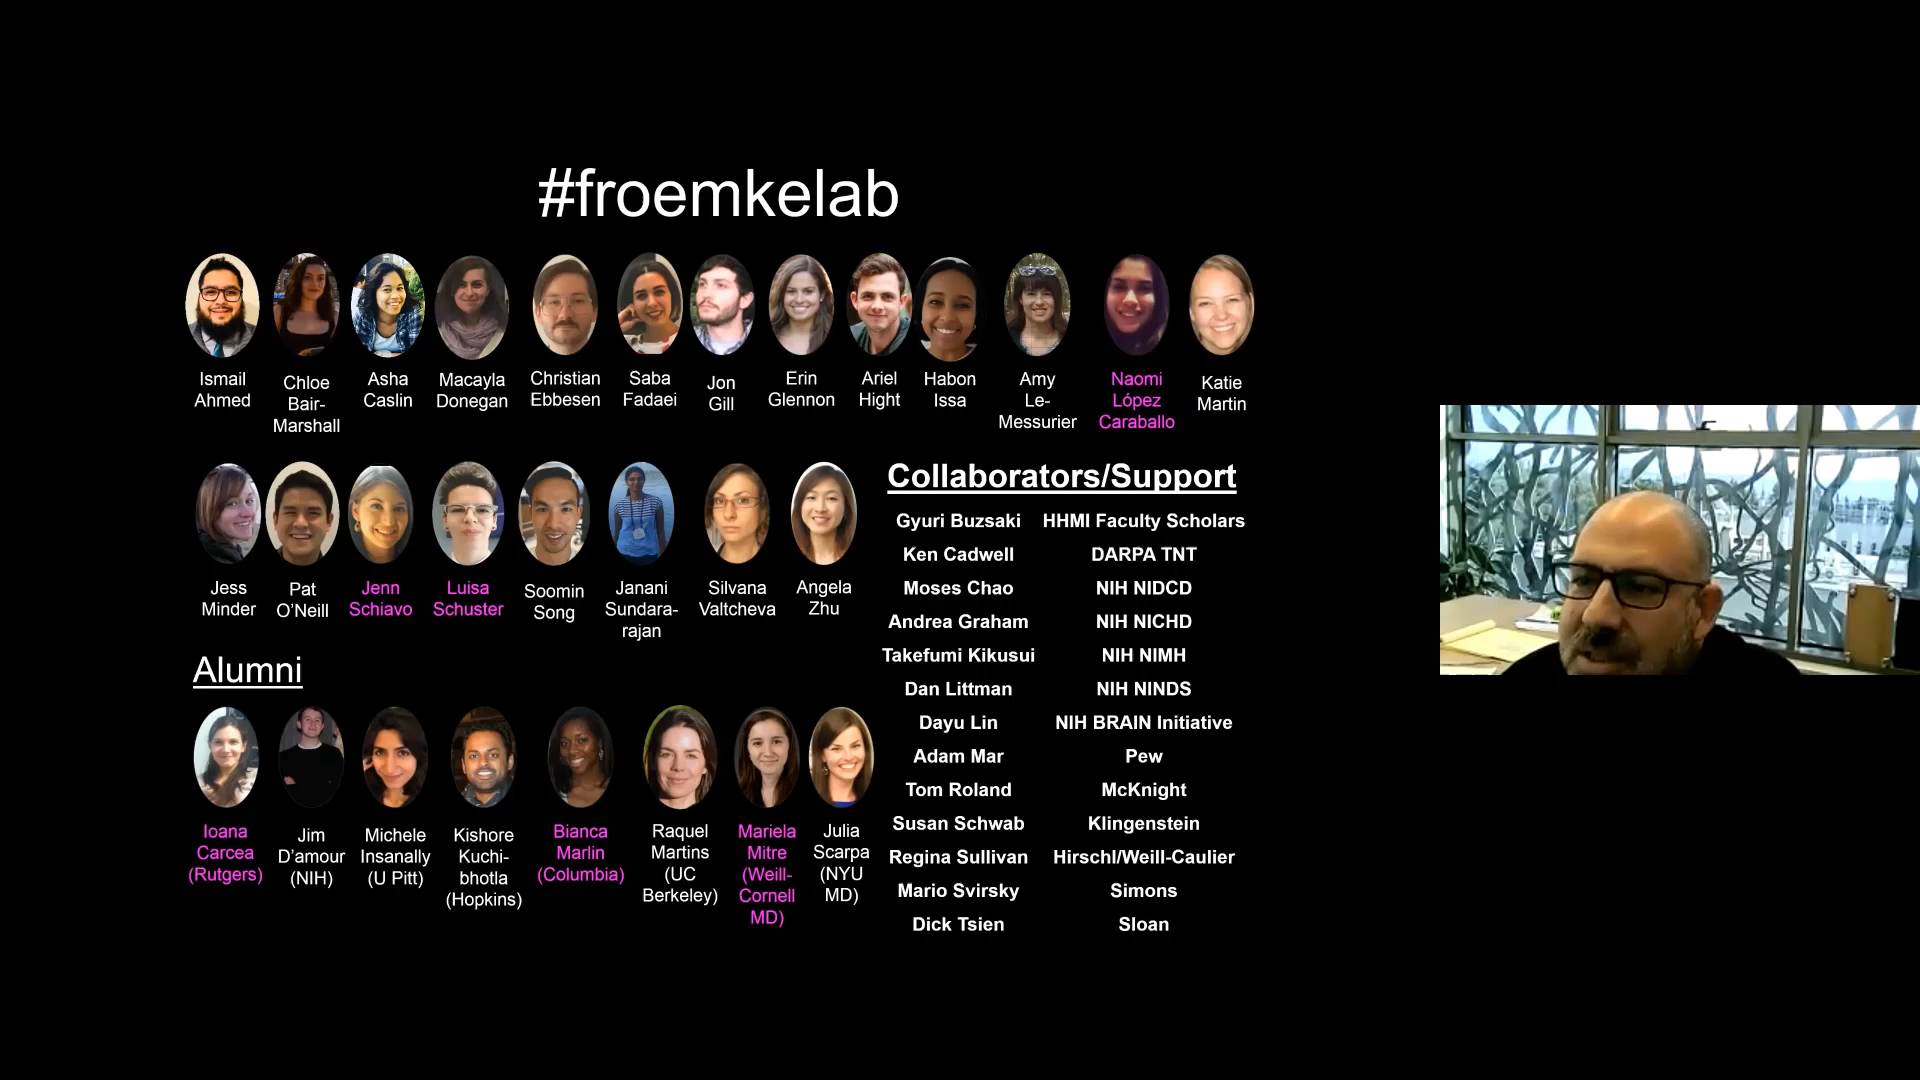 #froemkelab
Ismail
Ahmed
Chloe
Bair-
Marshall
Asha
Caslin
Macayla
Donegan
Christian
Ebbesen
Saba
Fadaei
Jon
Gill
Erin
Glennon
Ariel
Hight
Habon
Issa
Amy
Le-
Messurier
Naomi
López
Caraballo
Katie
Martin
Jess
Minder
Pat
O’Neill
Jenn
Schiavo
Luisa
Schuster
Soomin
Song
Janani
Sundara-
rajan
Silvana
Valtcheva
Angela
Zhu
Alumni
Ioana
Carcea
(Rutgers)
Jim
D’amour
(NIH)
Michele
Insanally
(U Pitt)
Kishore
Kuchi-
bhotla
(Hopkins)
Bianca
Marlin
(Columbia)
Raquel
Martins
(UC
Berkeley)
Mariela
Mitre
(Weill-
Cornell
MD)
Julia
Scarpa
(NYU
MD)
Collaborators/Support
Gyuri Buzsaki
Ken Cadwell
Moses Chao
Andrea Graham
Takefumi Kikusui
Dan Littman
Dayu Lin
Adam Mar
Tom Roland
Susan Schwab
Regina Sullivan
Mario Svirsky
Dick Tsien
HHMI Faculty Scholars
DARPA TNT
NIH NIDCD
NIH NICHD
NIH NIMH
NIH NINDS
NIH BRAIN Initiative
Pew
McKnight
Klingenstein
Hirschl/Weill-Caulier
Simons
Sloan